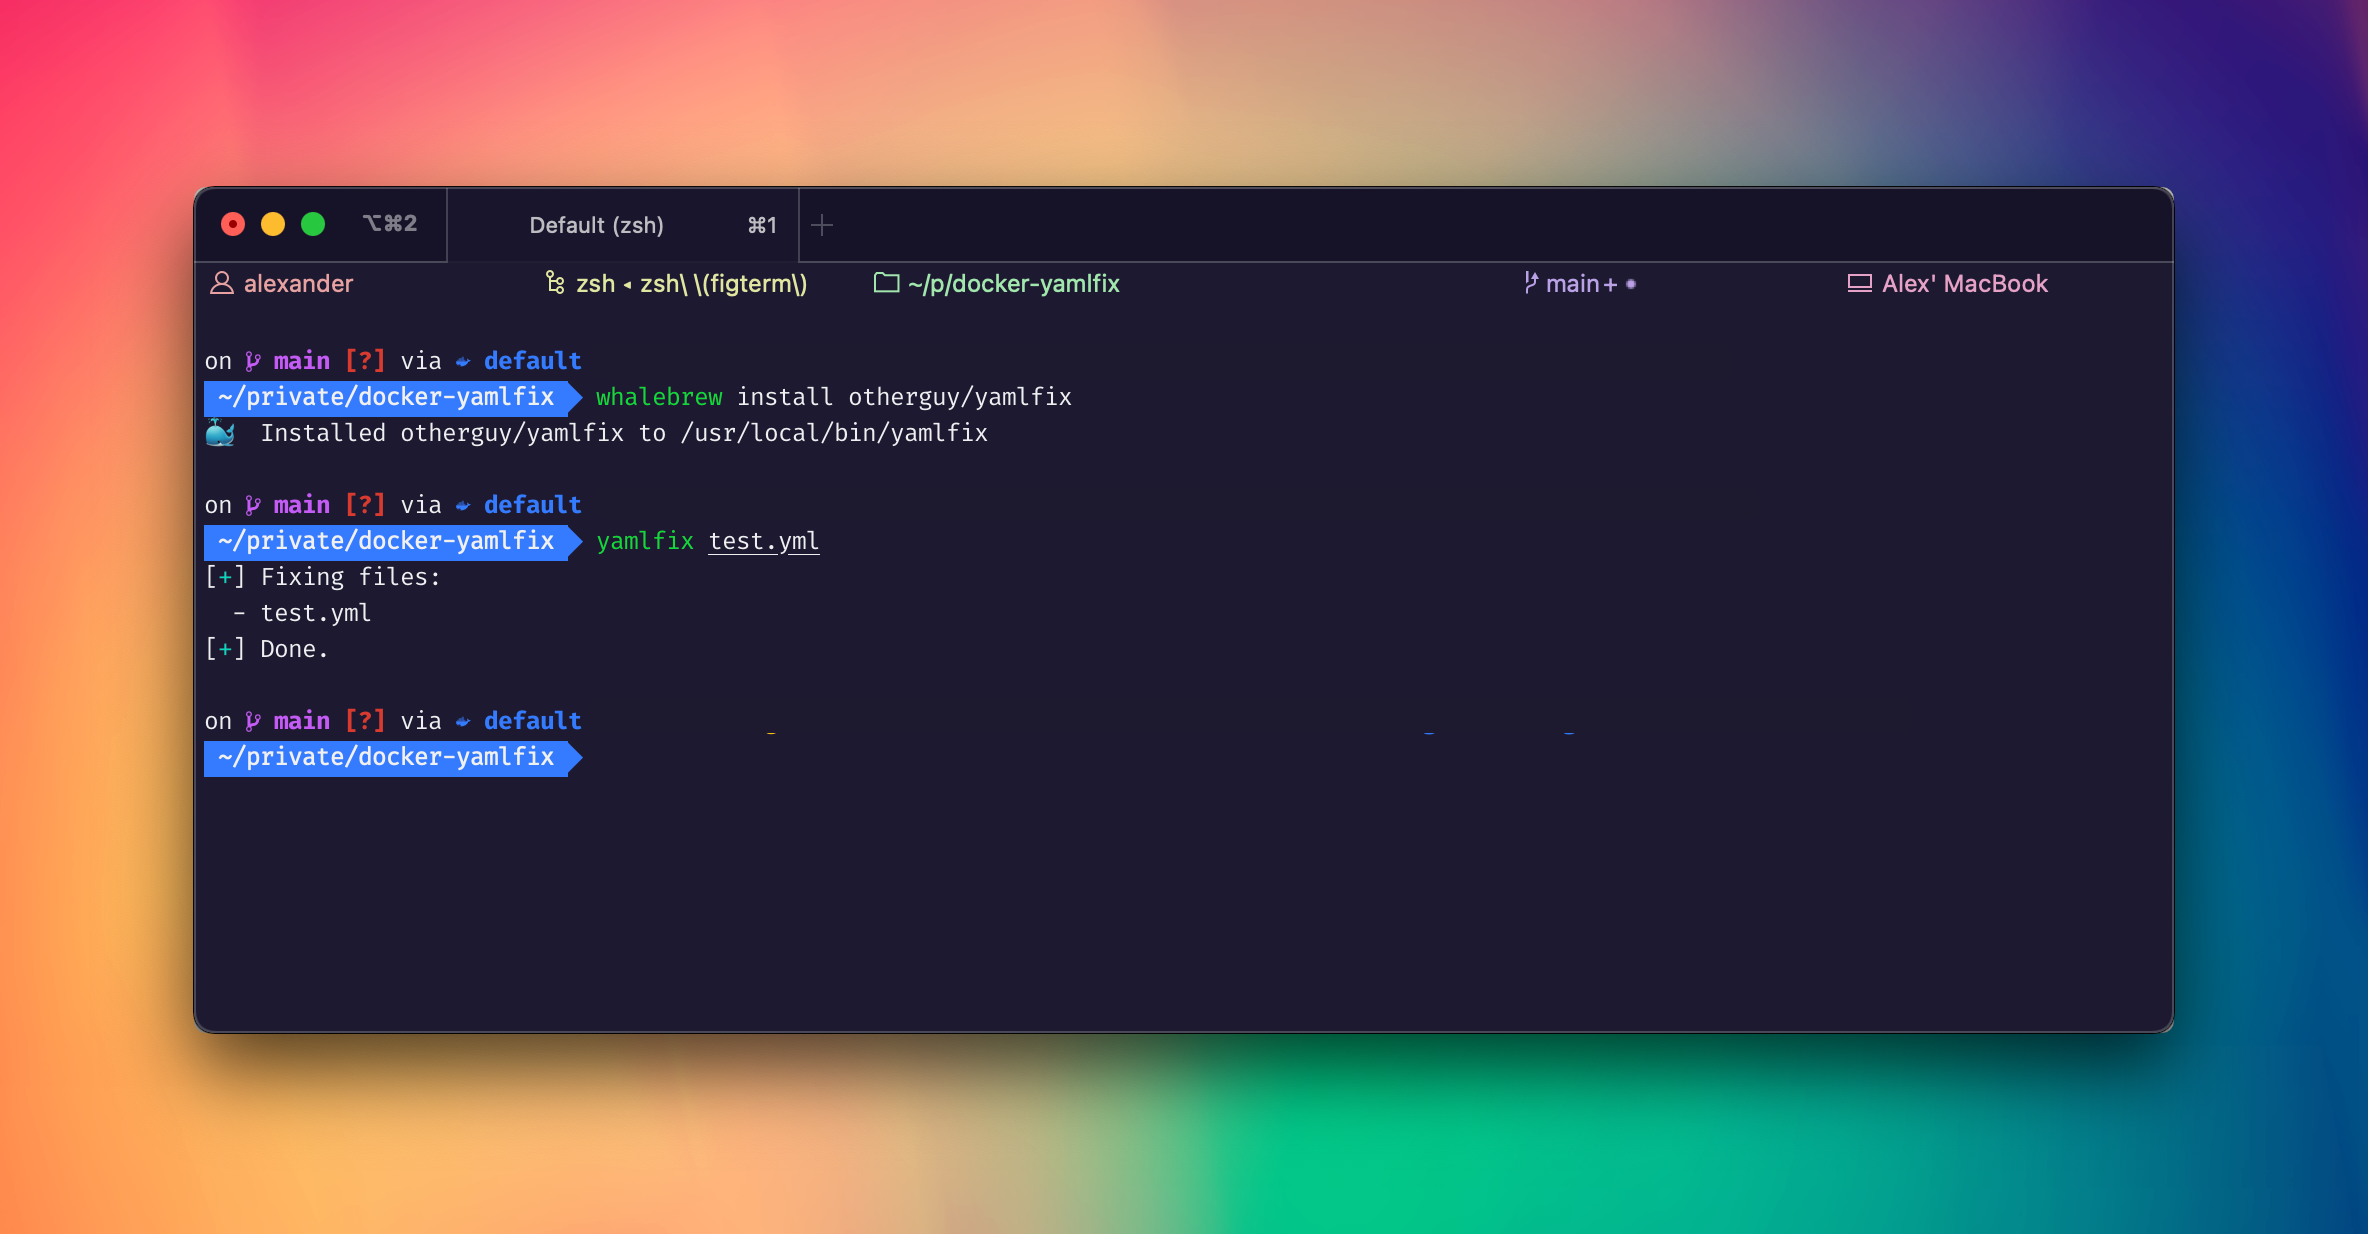 ⌥⌘2 Default (zsh) ⌘1
alexander zsh ◂ zsh\ \(figterm\) ~/p/docker-yamlfix main+ • Alex' MacBook
on main [?] via default
~/private/docker-yamlfix whalebrew install otherguy/yamlfix
🐳 Installed otherguy/yamlfix to /usr/local/bin/yamlfix
on main [?] via default
~/private/docker-yamlfix yamlfix test.yml
[+] Fixing files:
- test.yml
[+] Done.
on main [?] via default
~/private/docker-yamlfix